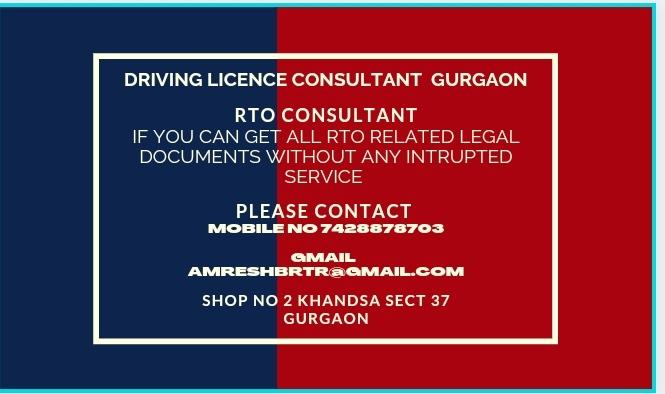 DRIVING LICENCE CONSULTANT GURGAON
RTO CONSULTANT
IF YOU CAN GET ALL RTO RELATED LEGAL
DOCUMENTS WITHOUT ANY INTRUPTED
SERVICE
PLEASE CONTACT
MOBILE NO 7428878703
GMAIL
AMRESHBRTR@GMAIL.COM
SHOP NO 2 KHANDSA SECT 37
GURGAON